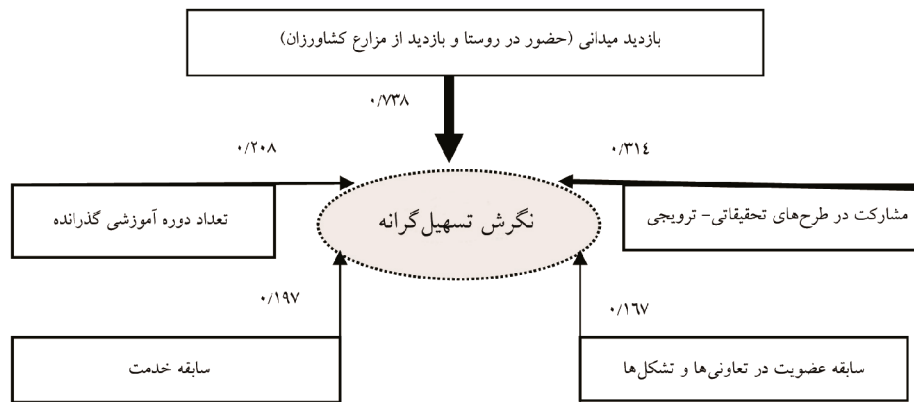 بازدید میدانی (حضور در روستا و بازدید از مزارع کشاورزان)
۰/۷۳۸
۰/۳۱٤
۰/۲۰۸
مشارکت در طرح‌های تحقیقاتی- ترویجی
نگرش تسهیل‌گرانه
تعداد دوره آموزشی گذرانده
۰/۱۶۷
۰/۱۹۷
سابقه عضویت در تعاونی‌ها و تشکل‌ها
سابقه خدمت